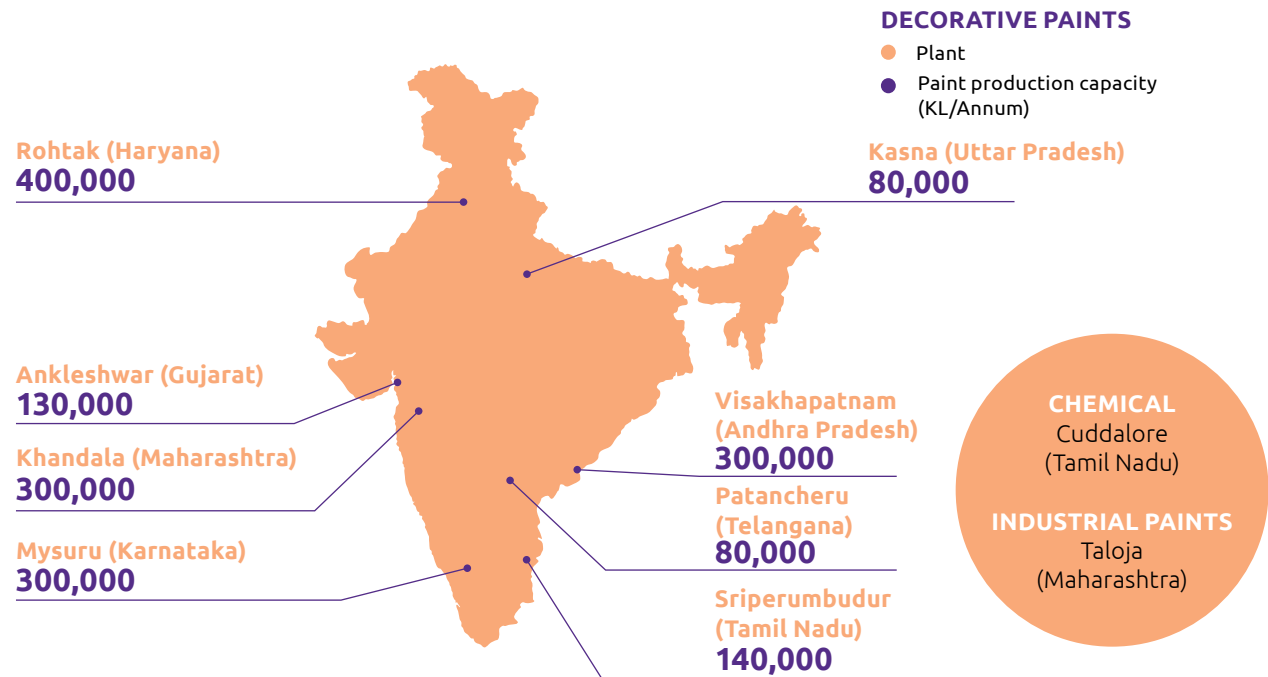 DECORATIVE PAINTS
Plant
Paint production capacity
(KL/Annum)
Rohtak (Haryana)
400,000
Kasna (Uttar Pradesh)
80,000
Ankleshwar (Gujarat)
130,000
Khandala (Maharashtra)
300,000
Mysuru (Karnataka)
300,000
Visakhapatnam
(Andhra Pradesh)
300,000
Patancheru
(Telangana)
80,000
Sriperumbudur
(Tamil Nadu)
140,000
CHEMICAL
Cuddalore
(Tamil Nadu)
INDUSTRIAL PAINTS
Taloja
(Maharashtra)